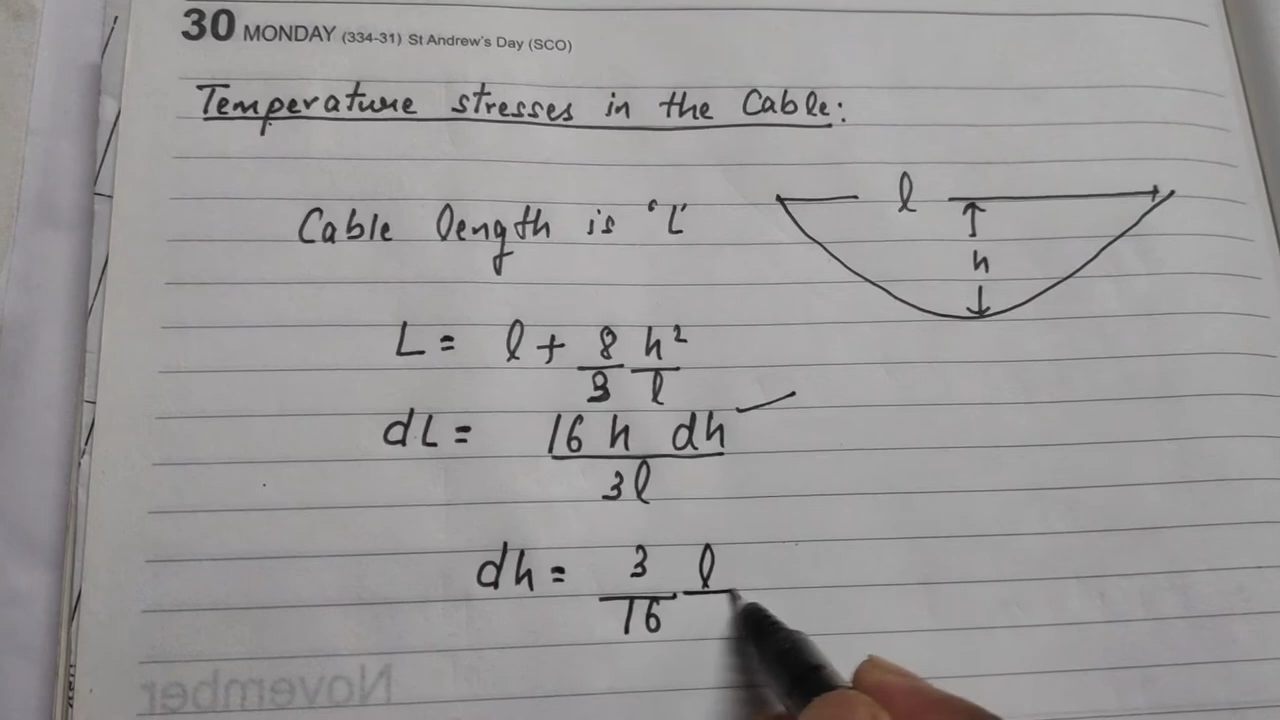 30 MONDAY (334-31) St Andrew's Day (SCO)
Temperature stresses in the Cable:
Cable length is 'L'
l
h
L = l + 8/3 h²/l
dL = 16 h dh / 3l
dh = 3/16 l
November